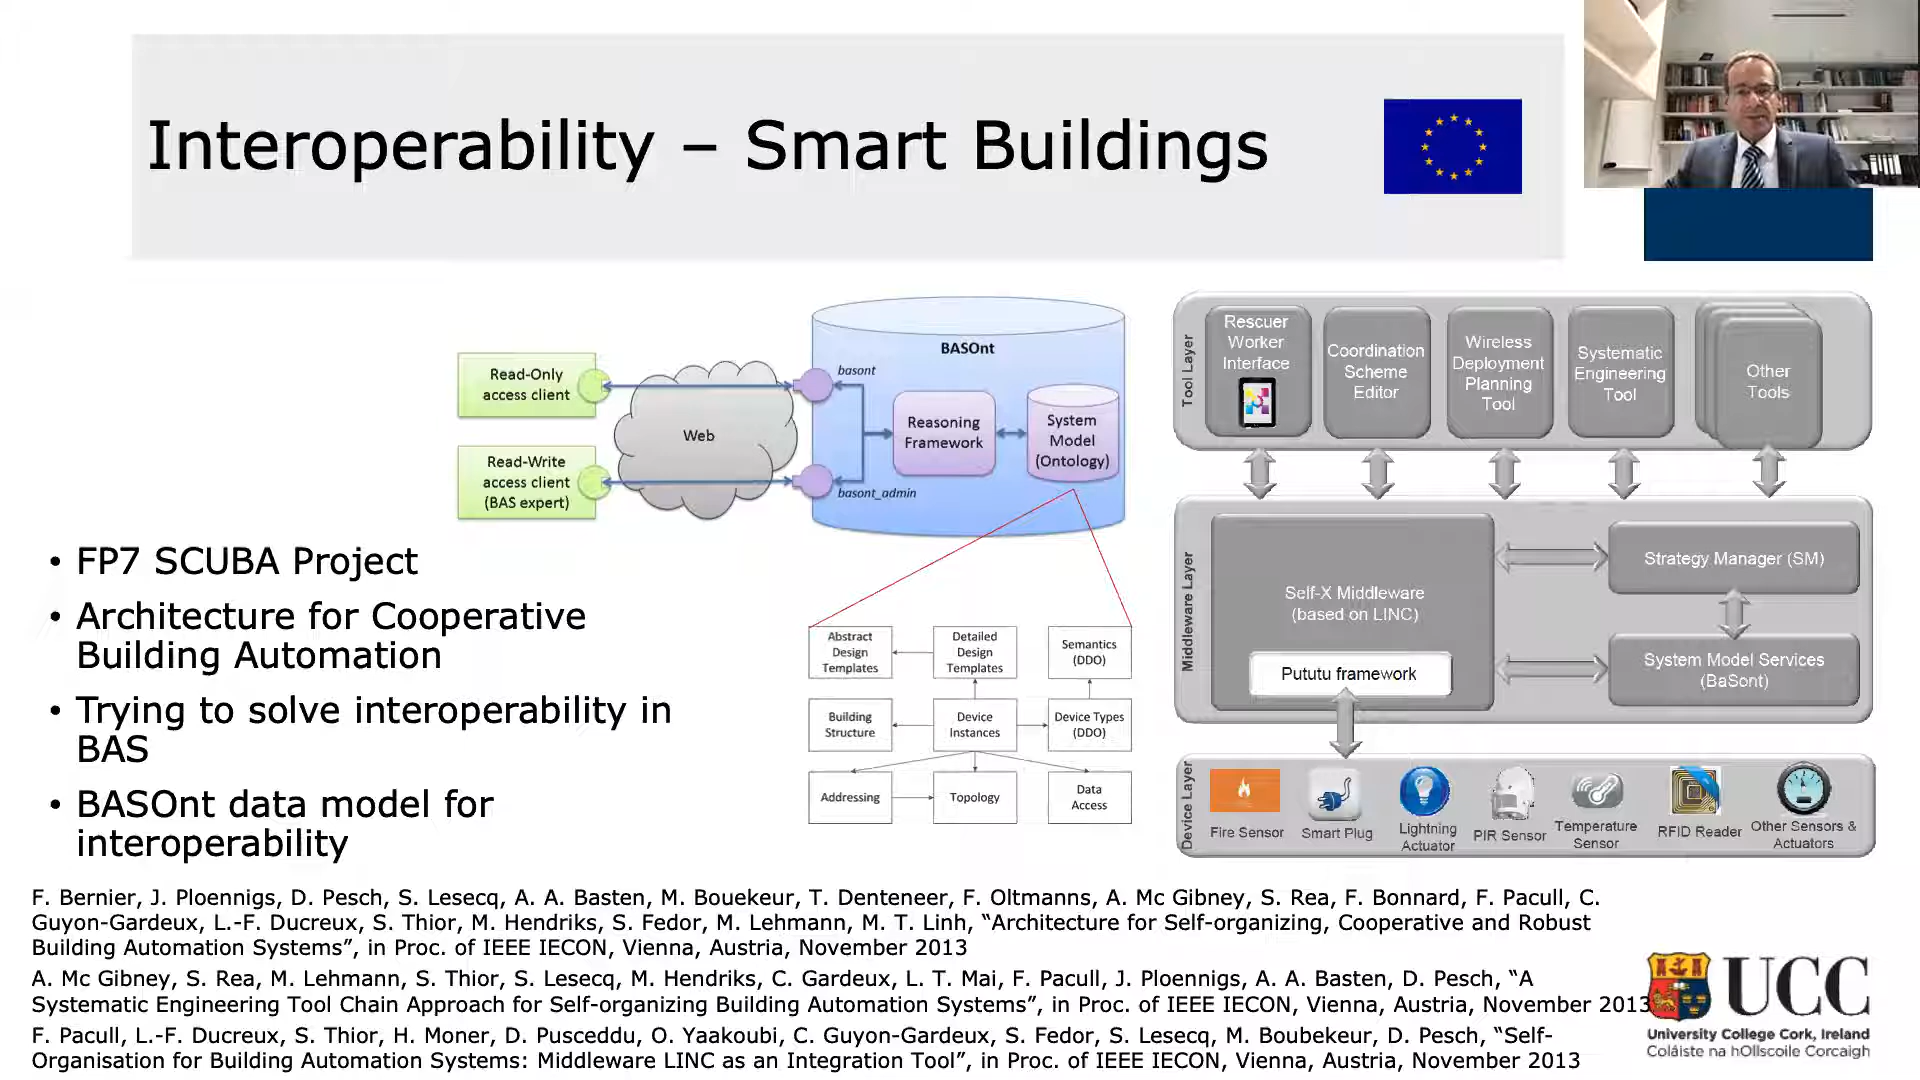 Interoperability – Smart Buildings
Read-Only
access client
Read-Write
access client
(BAS expert)
Web
BASOnt
basont
basont_admin
Reasoning
Framework
System
Model
(Ontology)
Abstract
Design
Templates
Detailed
Design
Templates
Semantics
(DDO)
Building
Structure
Device
Instances
Device Types
(DDO)
Addressing
Topology
Data
Access
Tool Layer
Rescuer
Worker
Interface
Coordination
Scheme
Editor
Wireless
Deployment
Planning
Tool
Systematic
Engineering
Tool
Other
Tools
Middleware Layer
Self-X Middleware
(based on LINC)
Pututu framework
Strategy Manager (SM)
System Model Services
(BaSont)
Device Layer
Fire Sensor
Smart Plug
Lightning
Actuator
PIR Sensor
Temperature
Sensor
RFID Reader
Other Sensors &
Actuators
• FP7 SCUBA Project
• Architecture for Cooperative
Building Automation
• Trying to solve interoperability in
BAS
• BASOnt data model for
interoperability
F. Bernier, J. Ploennigs, D. Pesch, S. Lesecq, A. A. Basten, M. Bouekeur, T. Denteneer, F. Oltmanns, A. Mc Gibney, S. Rea, F. Bonnard, F. Pacull, C.
Guyon-Gardeux, L.-F. Ducreux, S. Thior, M. Hendriks, S. Fedor, M. Lehmann, M. T. Linh, “Architecture for Self-organizing, Cooperative and Robust
Building Automation Systems”, in Proc. of IEEE IECON, Vienna, Austria, November 2013
A. Mc Gibney, S. Rea, M. Lehmann, S. Thior, S. Lesecq, M. Hendriks, C. Gardeux, L. T. Mai, F. Pacull, J. Ploennigs, A. A. Basten, D. Pesch, “A
Systematic Engineering Tool Chain Approach for Self-organizing Building Automation Systems”, in Proc. of IEEE IECON, Vienna, Austria, November 2013
F. Pacull, L.-F. Ducreux, S. Thior, H. Moner, D. Pusceddu, O. Yaakoubi, C. Guyon-Gardeux, S. Fedor, S. Lesecq, M. Boubekeur, D. Pesch, “Self-
Organisation for Building Automation Systems: Middleware LINC as an Integration Tool”, in Proc. of IEEE IECON, Vienna, Austria, November 2013
UCC
University College Cork, Ireland
Coláiste na hOllscoile Corcaigh